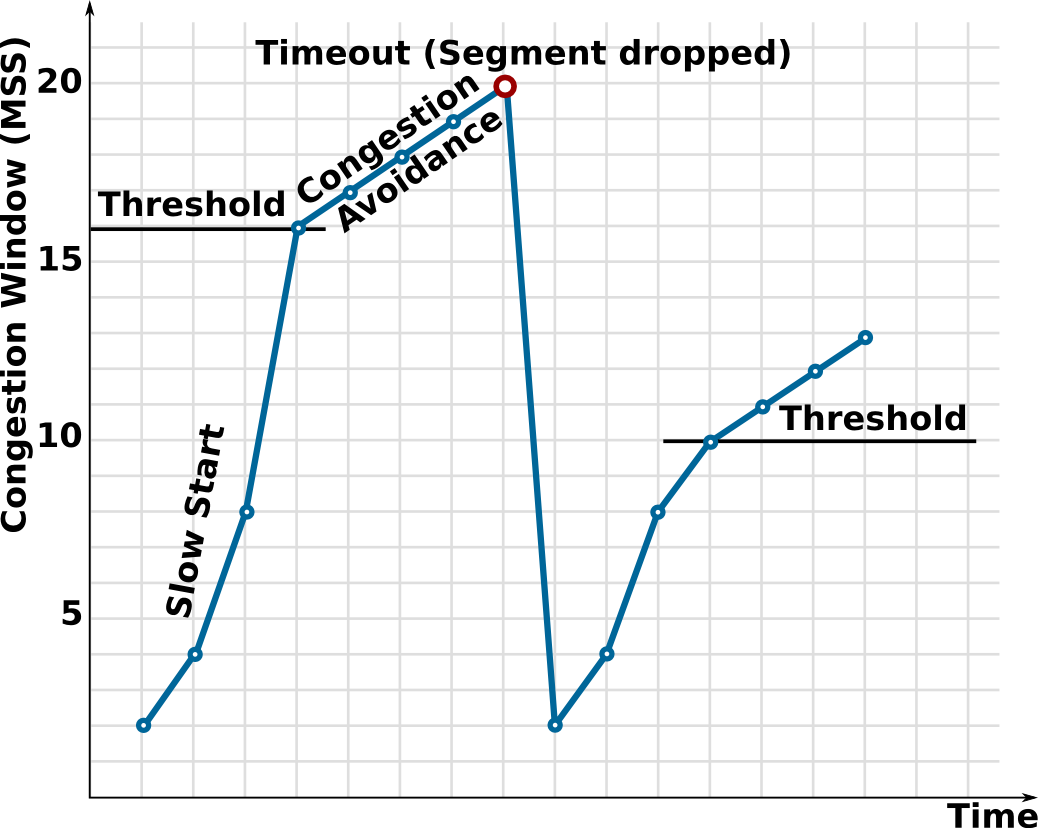 Timeout (Segment dropped)
20
Congestion
Avoidance
Threshold
15
Congestion Window (MSS)
Slow Start
10
Threshold
5
Time